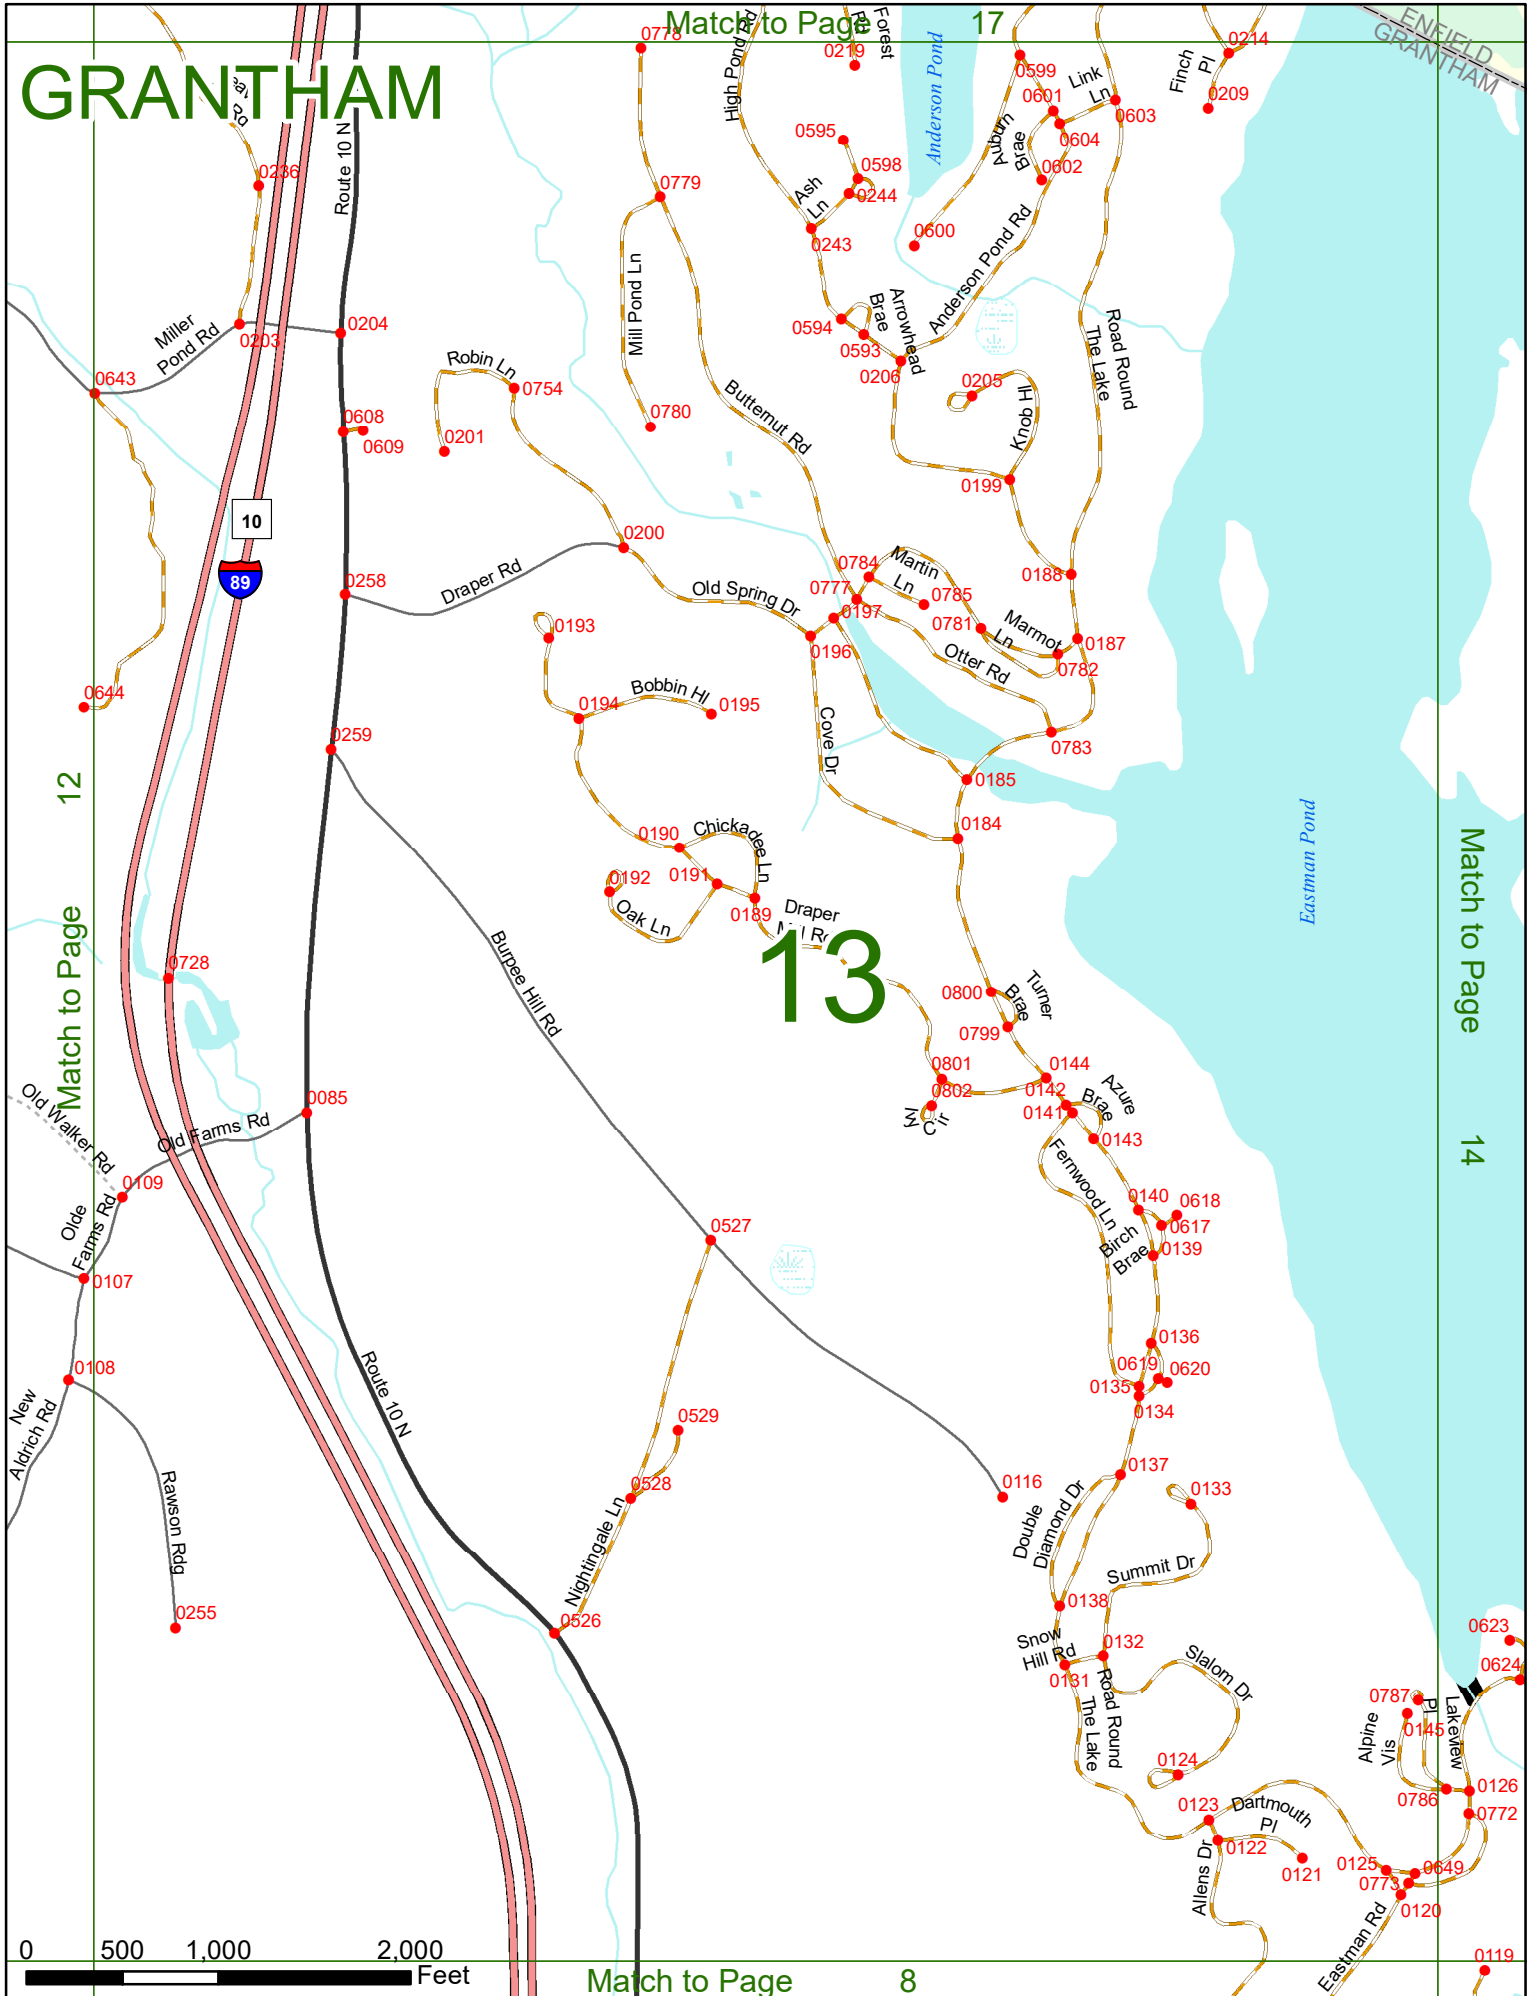 Match to Page 17
GRANTHAM
ENFIELD
GRANTHAM
0778
High Pond Rd
Rd
Forest
0219
Anderson Pond
0599
Link
Ln
0601
0603
0604
Finch
Pl
0214
0209
Rd
0236
Route 10 N
0595
0598
0244
Ash
Ln
0243
0779
Auburn
Brae
0602
0600
Anderson Pond Rd
Miller
Pond Rd
0203
0204
0643
Mill Pond Ln
0594
Brae
Arrowhead
0593
0206
Road Round
The Lake
Robin Ln
0754
0205
Knob Hl
0608
0609
0201
0780
Butternut Rd
0199
10
89
0258
Draper Rd
0200
Old Spring Dr
0784
Martin
Ln
0777
0785
0188
0197
0196
0781
Marmot
Ln
0187
0782
0193
Otter Rd
0644
0194
Bobbin Hl
0195
Cove Dr
0783
0259
0185
12
0184
Match to Page
0190
Chickadee Ln
0191
0192
Oak Ln
0189
Draper
Eastman Pond
Match to Page
14
13
0728
Burpee Hill Rd
0800
Turner
Brae
0799
0801
0802
Ivy Cir
0144
0142
0141
Azure
Brae
0143
Old Walker Rd
Old Farms Rd
0085
0109
Olde
Farms Rd
0107
Fernwood Ln
0140
0618
0617
Birch
Brae
0139
0527
0136
0108
New
Aldrich Rd
Route 10 N
0619
0620
0135
0134
0529
0528
Rawson Rdg
0137
0116
0133
Double
Diamond Dr
Nightingale Ln
Summit Dr
0138
0255
0526
Snow
Hill Rd
0132
0131
0623
0624
Slalom Dr
Road Round
The Lake
0787
Pl
Lakeview
0145
Alpine
Vis
0124
0786
0126
0772
0123
Dartmouth
Pl
0122
0121
Allens Dr
0125
0649
0773
0120
Eastman Rd
0119
0 500 1,000 2,000
Feet
Match to Page 8